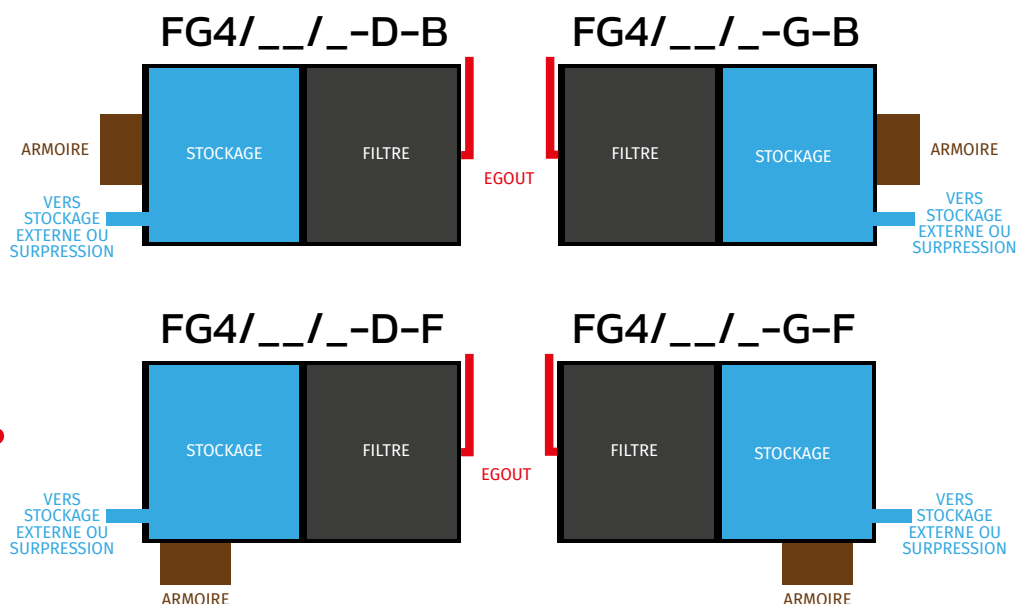 FG4/__/_-D-B
FG4/__/_-G-B
ARMOIRE
STOCKAGE
FILTRE
EGOUT
FILTRE
STOCKAGE
ARMOIRE
VERS
STOCKAGE
EXTERNE OU
SURPRESSION
VERS
STOCKAGE
EXTERNE OU
SURPRESSION
FG4/__/_-D-F
FG4/__/_-G-F
STOCKAGE
FILTRE
EGOUT
FILTRE
STOCKAGE
VERS
STOCKAGE
EXTERNE OU
SURPRESSION
VERS
STOCKAGE
EXTERNE OU
SURPRESSION
ARMOIRE
ARMOIRE